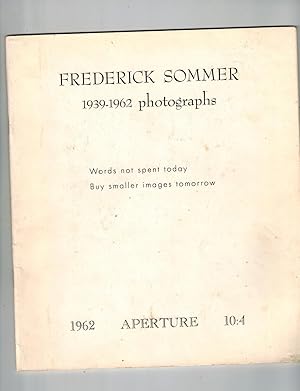 FREDERICK SOMMER
1939-1962 photographs
Words not spent today
Buy smaller images tomorrow
1962 APERTURE 10:4